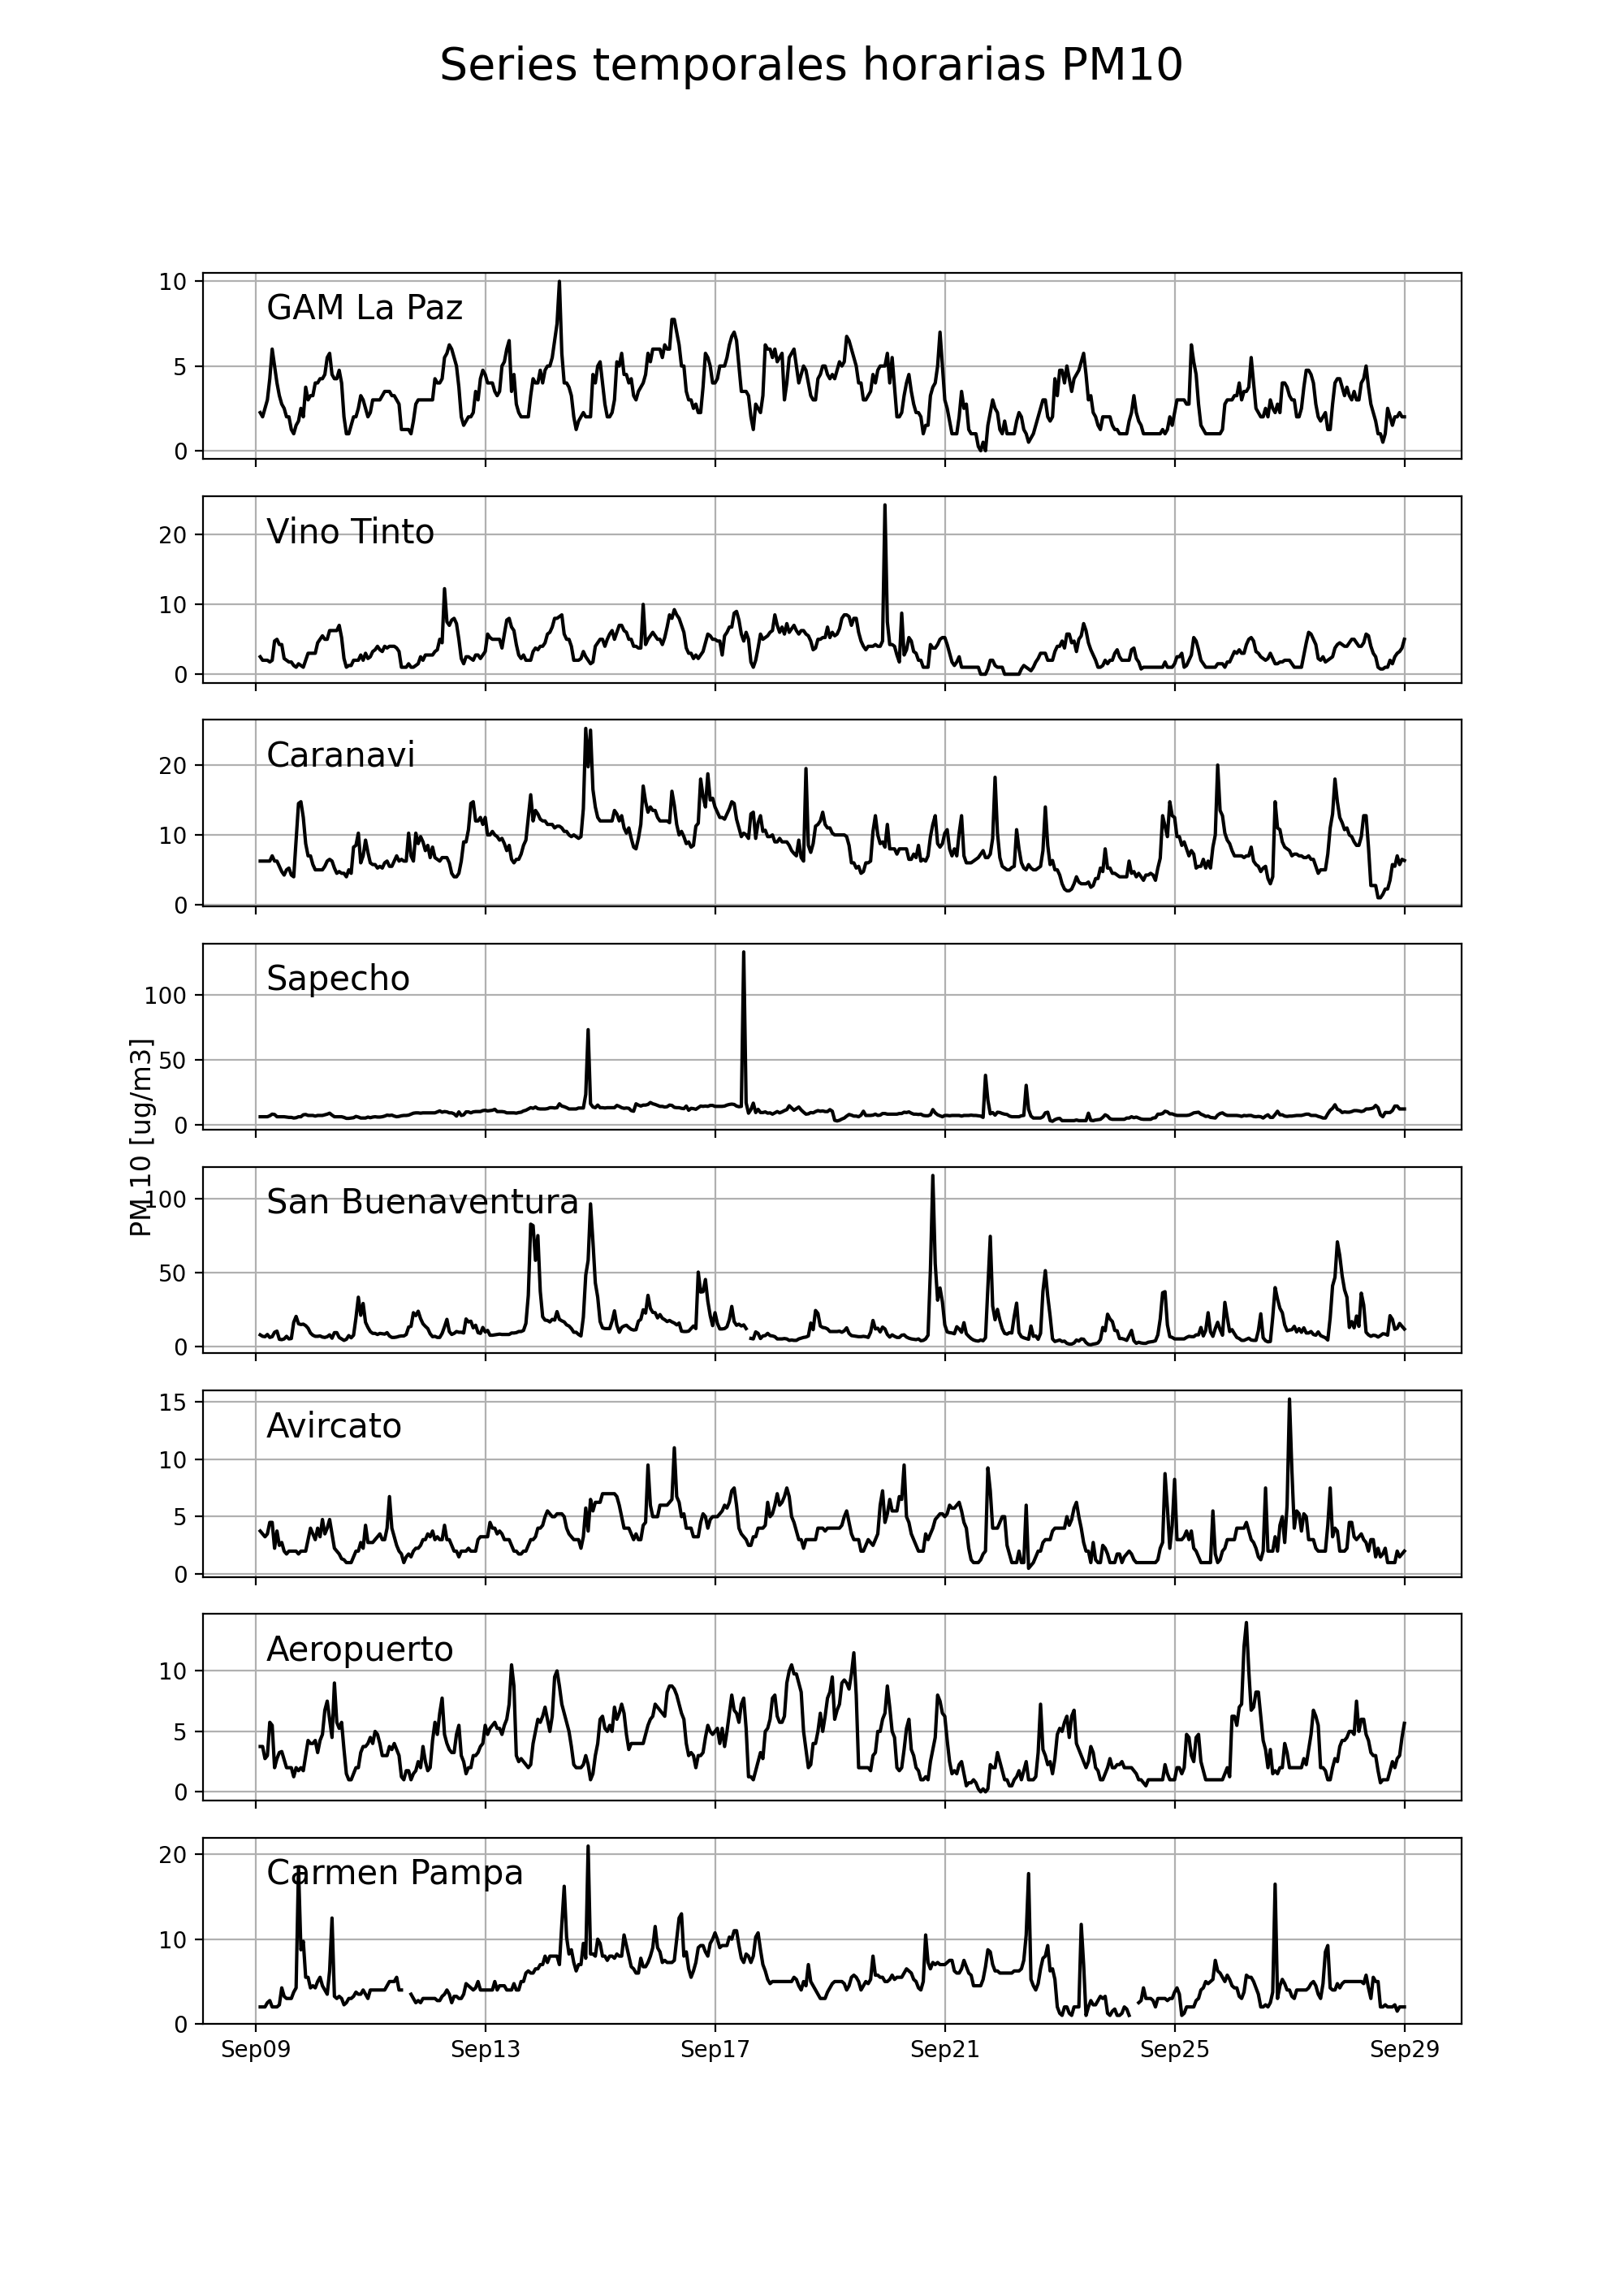 Series temporales horarias PM10
10
GAM La Paz
5
0
Vino Tinto
20
10
0
Caranavi
20
10
0
Sapecho
100
50
0
PM 10 [ug/m3]
San Buenaventura
100
50
0
15
Avircato
10
5
0
Aeropuerto
10
5
0
20
Carmen Pampa
10
0
Sep09 Sep13 Sep17 Sep21 Sep25 Sep29